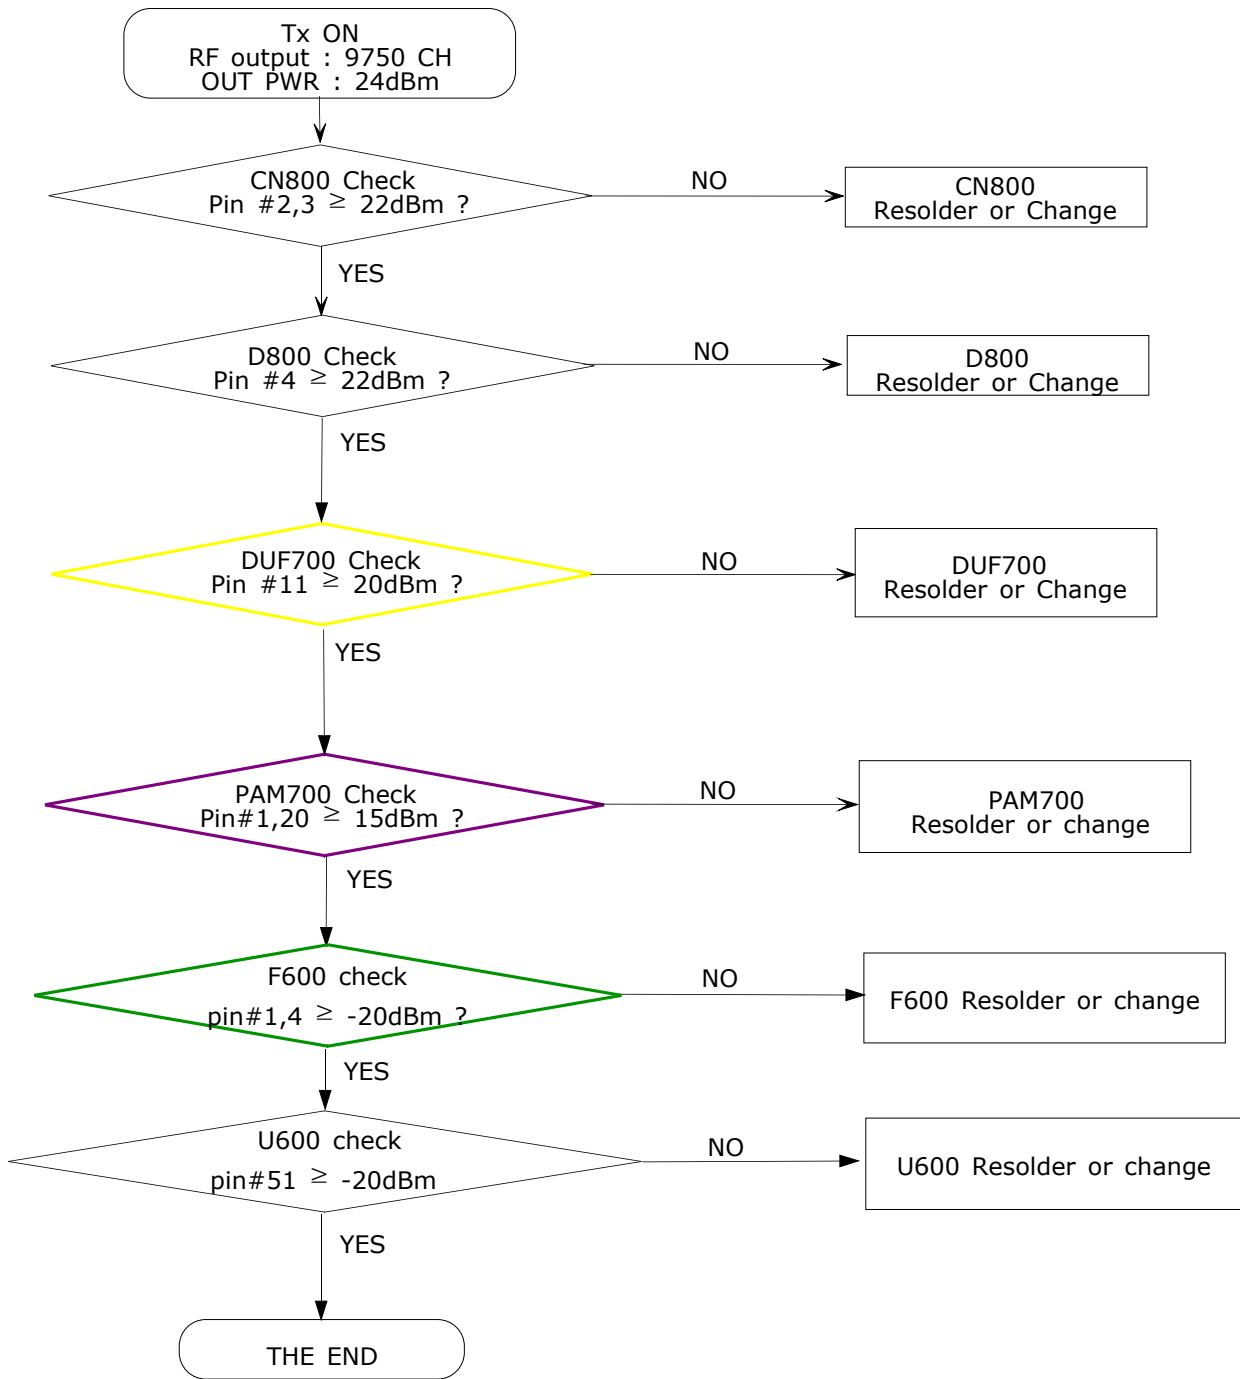 Tx ON
RF output : 9750 CH
OUT PWR : 24dBm
CN800 Check
Pin #2,3 ≥ 22dBm ?
NO
CN800
Resolder or Change
YES
D800 Check
Pin #4 ≥ 22dBm ?
NO
D800
Resolder or Change
YES
DUF700 Check
Pin #11 ≥ 20dBm ?
NO
DUF700
Resolder or Change
YES
PAM700 Check
Pin#1,20 ≥ 15dBm ?
NO
PAM700
Resolder or change
YES
F600 check
pin#1,4 ≥ -20dBm ?
NO
F600 Resolder or change
YES
U600 check
pin#51 ≥ -20dBm
NO
U600 Resolder or change
YES
THE END